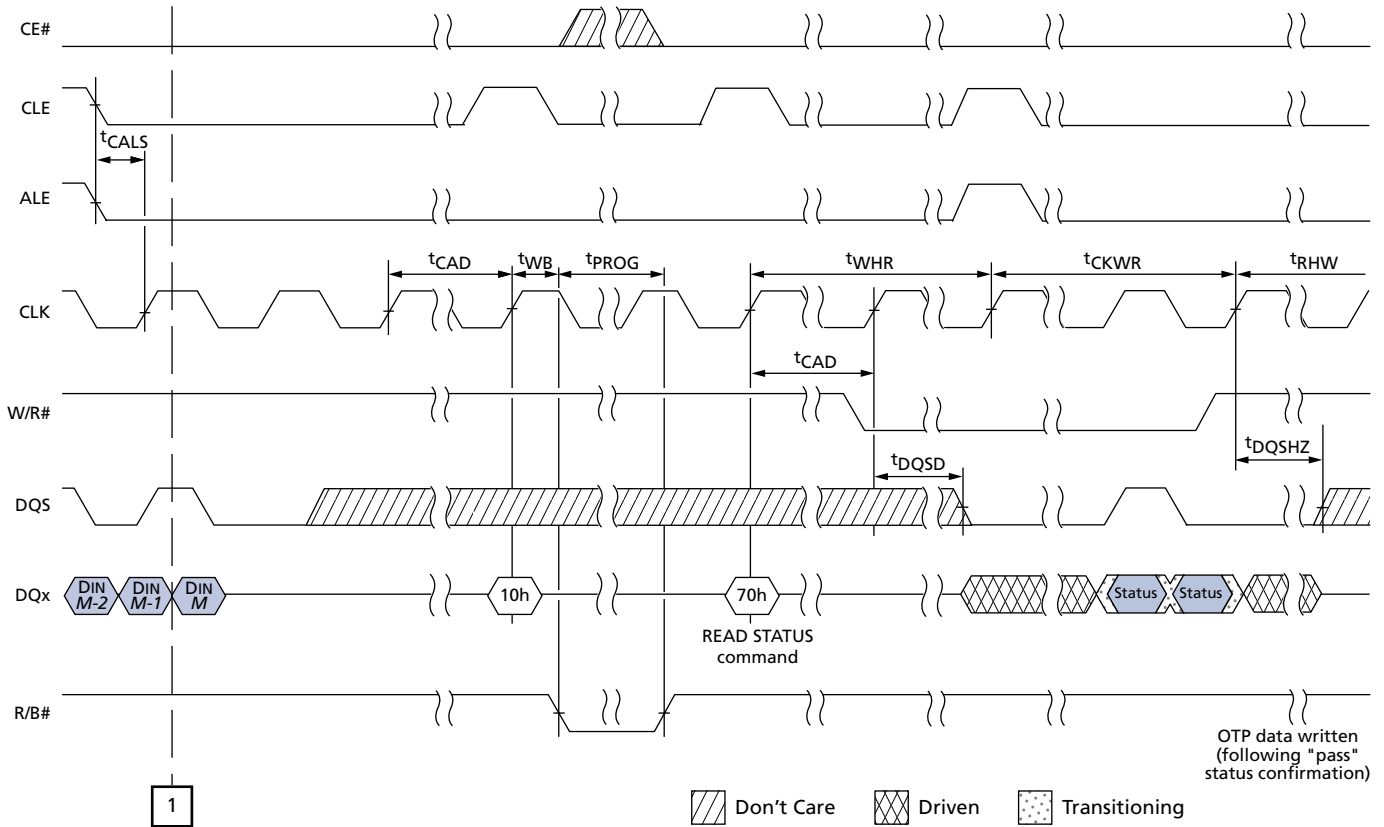 CE#
CLE
tCALS
ALE
tCAD
tWB
tPROG
tWHR
tCKWR
tRHW
CLK
tCAD
W/R#
tDQSHZ
tDQSD
DQS
DQx
DIN
M-2
DIN
M-1
DIN
M
10h
70h
Status
Status
READ STATUS
command
R/B#
OTP data written
(following "pass"
status confirmation)
1
Don't Care
Driven
Transitioning